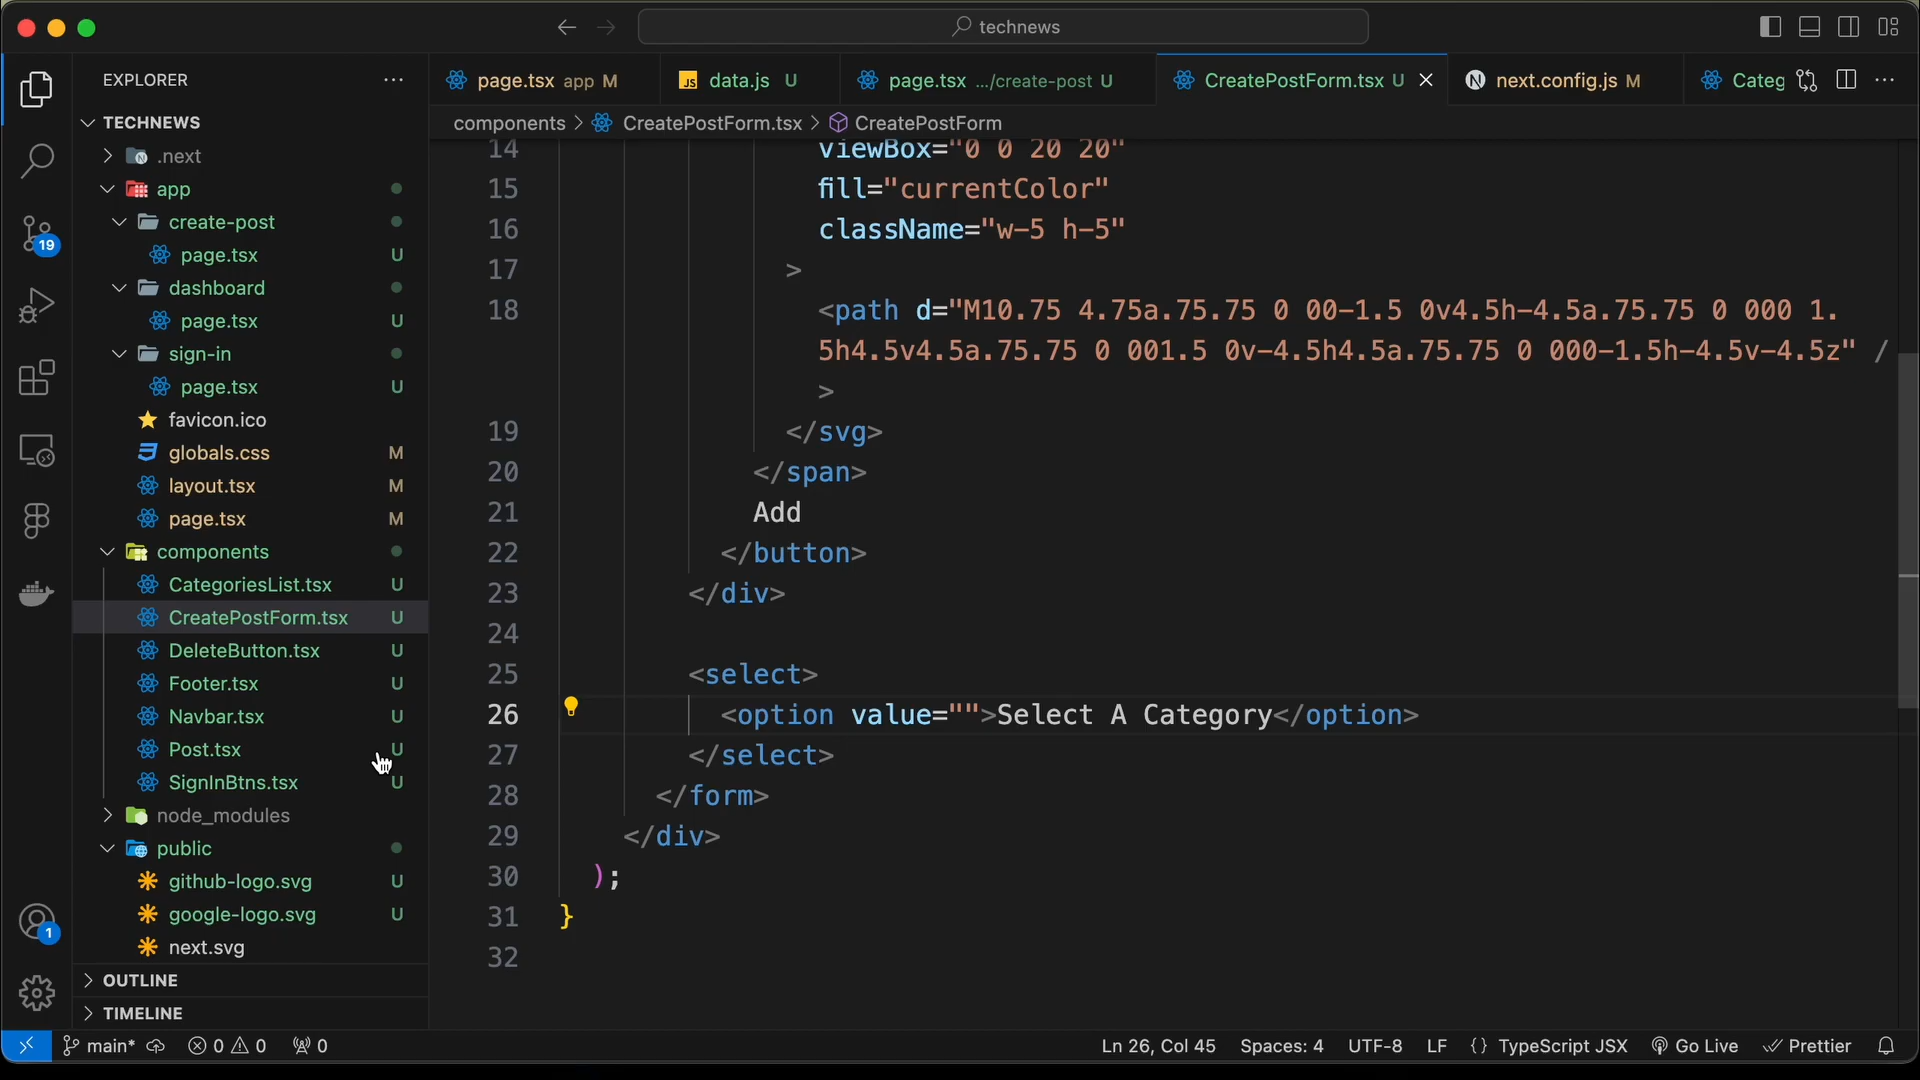 technews
EXPLORER
page.tsx app M
data.js U
page.tsx .../create-post U
CreatePostForm.tsx U
next.config.js M
Categ
components > CreatePostForm.tsx > CreatePostForm
TECHNEWS
.next
app
create-post
page.tsx U
dashboard
page.tsx U
sign-in
page.tsx U
favicon.ico
globals.css M
layout.tsx M
page.tsx M
components
CategoriesList.tsx U
CreatePostForm.tsx U
DeleteButton.tsx U
Footer.tsx U
Navbar.tsx U
Post.tsx U
SignInBtns.tsx U
node_modules
public
github-logo.svg U
google-logo.svg U
next.svg
OUTLINE
TIMELINE
19
1
14 viewBox="0 0 20 20"
15 fill="currentColor"
16 className="w-5 h-5"
17 >
18 <path d="M10.75 4.75a.75.75 0 00-1.5 0v4.5h-4.5a.75.75 0 000 1.
5h4.5v4.5a.75.75 0 001.5 0v-4.5h4.5a.75.75 0 000-1.5h-4.5v-4.5z" /
>
19 </svg>
20 </span>
21 Add
22 </button>
23 </div>
24
25 <select>
26 <option value="">Select A Category</option>
27 </select>
28 </form>
29 </div>
30 );
31 }
32
main* 0 0 0
Ln 26, Col 45 Spaces: 4 UTF-8 LF {} TypeScript JSX Go Live Prettier